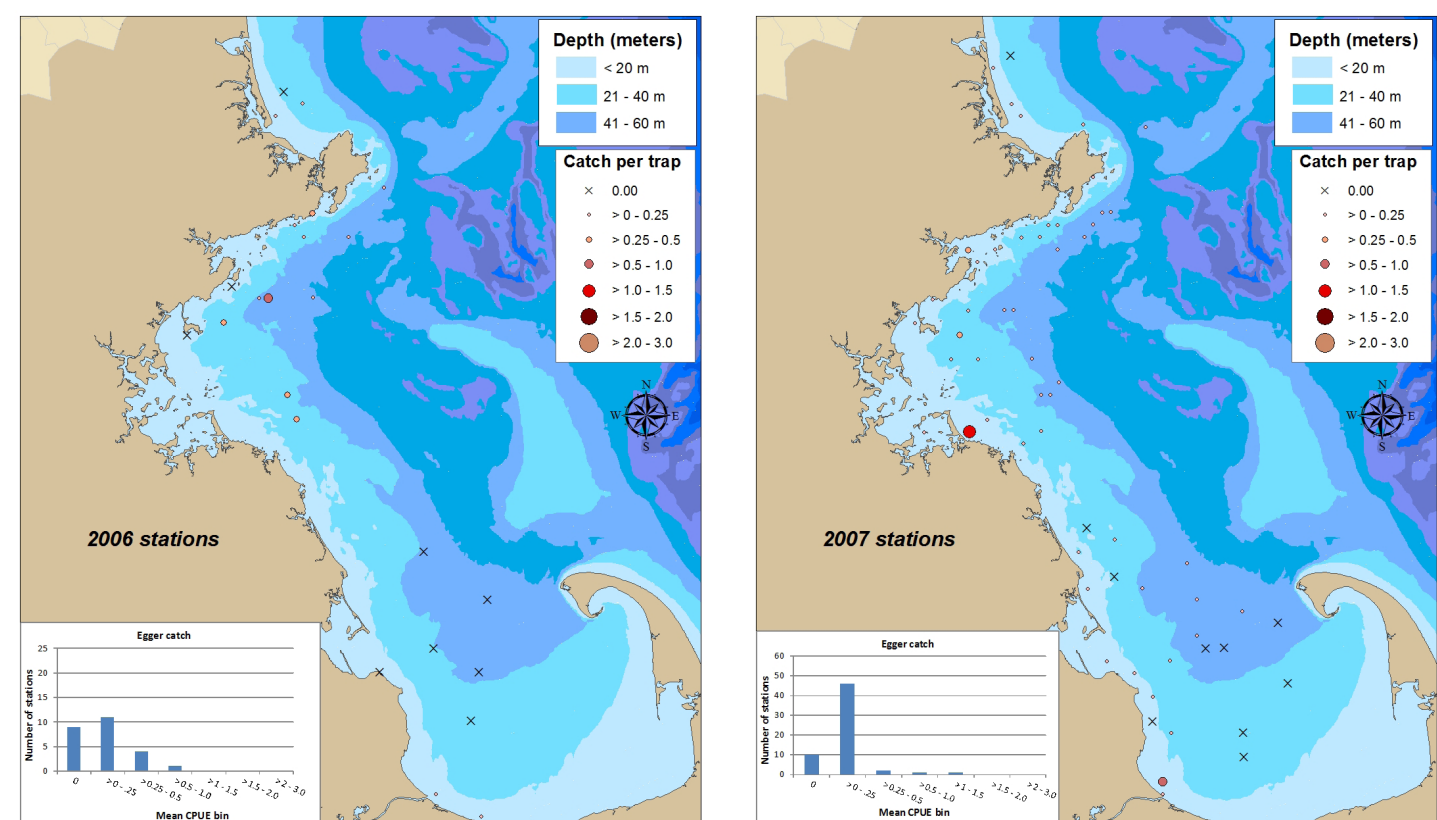 Depth (meters)
< 20 m
21 - 40 m
41 - 60 m
Catch per trap
0.00
> 0 - 0.25
> 0.25 - 0.5
> 0.5 - 1.0
> 1.0 - 1.5
> 1.5 - 2.0
> 2.0 - 3.0
N
W E
S
2006 stations
Egger catch
Number of stations
25
20
15
10
5
0
0
> 0 - .25
> 0.25 - 0.5
> 0.5 - 1.0
> 1 - 1.5
> 1.5 - 2.0
> 2 - 3.0
Mean CPUE bin
Depth (meters)
< 20 m
21 - 40 m
41 - 60 m
Catch per trap
0.00
> 0 - 0.25
> 0.25 - 0.5
> 0.5 - 1.0
> 1.0 - 1.5
> 1.5 - 2.0
> 2.0 - 3.0
N
W E
S
2007 stations
Egger catch
Number of stations
60
50
40
30
20
10
0
0
> 0 - .25
> 0.25 - 0.5
> 0.5 - 1.0
> 1 - 1.5
> 1.5 - 2.0
> 2 - 3.0
Mean CPUE bin